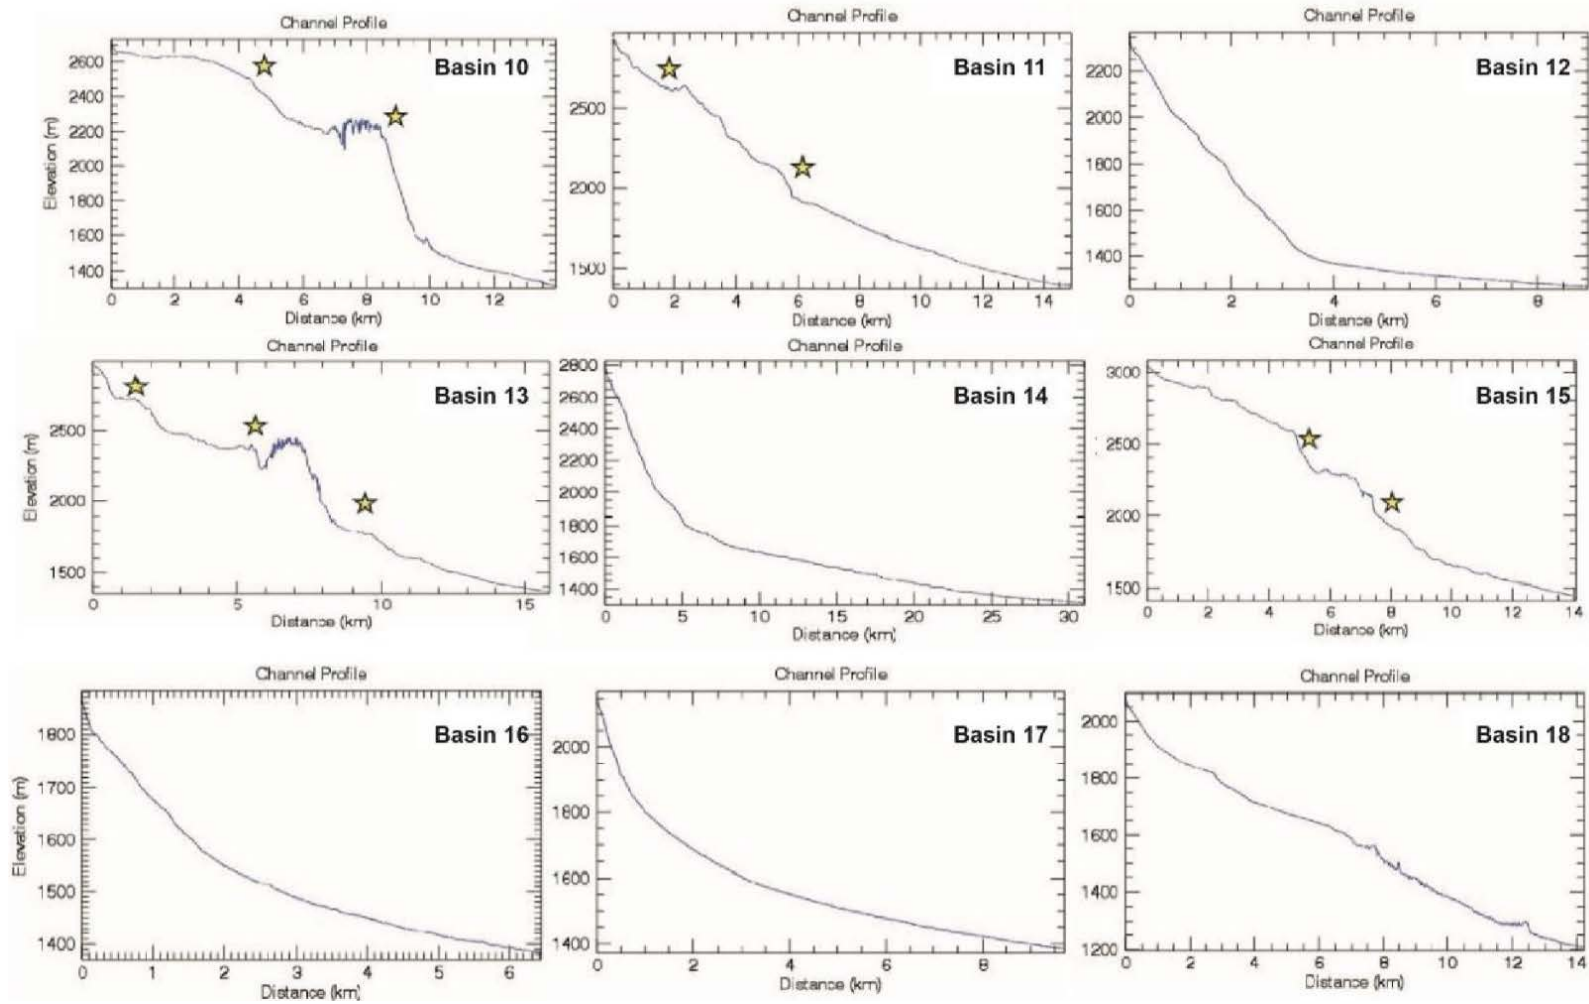 Channel Profile
Basin 10
Elevation (m)
2600
2400
2200
2000
1800
1600
1400
0 2 4 6 8 10 12
Distance (km)
Channel Profile
Basin 11
2500
2000
1500
0 2 4 6 8 10 12 14
Distance (km)
Channel Profile
Basin 12
2200
2000
1800
1600
1400
0 2 4 6 8
Distance (km)
Channel Profile
Basin 13
Elevation (m)
2500
2000
1500
0 5 10 15
Distance (km)
Channel Profile
Basin 14
2800
2600
2400
2200
2000
1800
1600
1400
0 5 10 15 20 25 30
Distance (km)
Channel Profile
Basin 15
3000
2500
2000
1500
0 2 4 6 8 10 12 14
Distance (km)
Channel Profile
Basin 16
Elevation (m)
1800
1700
1600
1500
1400
0 1 2 3 4 5 6
Distance (km)
Channel Profile
Basin 17
2000
1800
1600
1400
0 2 4 6 8
Distance (km)
Channel Profile
Basin 18
2000
1800
1600
1400
1200
0 2 4 6 8 10 12 14
Distance (km)